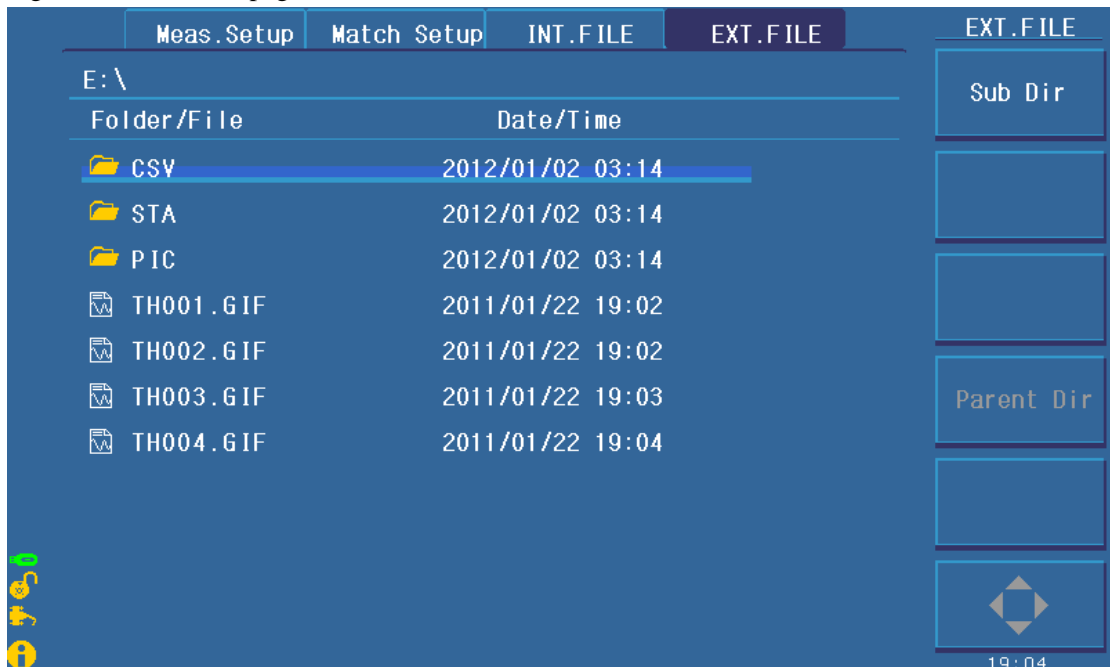 Meas.Setup Match Setup INT.FILE EXT.FILE EXT.FILE
E:\
Sub Dir
Folder/File Date/Time
CSV 2012/01/02 03:14
STA 2012/01/02 03:14
PIC 2012/01/02 03:14
TH001.GIF 2011/01/22 19:02
TH002.GIF 2011/01/22 19:02
TH003.GIF 2011/01/22 19:03
Parent Dir
TH004.GIF 2011/01/22 19:04
19:04